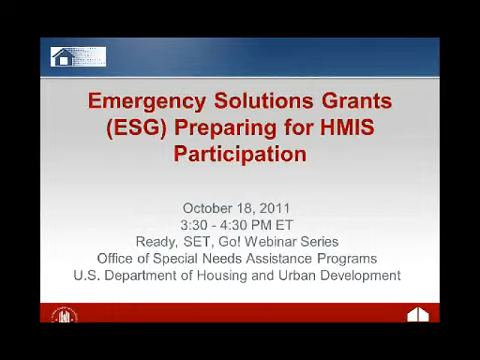 Emergency Solutions Grants
(ESG) Preparing for HMIS
Participation
October 18, 2011
3:30 - 4:30 PM ET
Ready, SET, Go! Webinar Series
Office of Special Needs Assistance Programs
U.S. Department of Housing and Urban Development